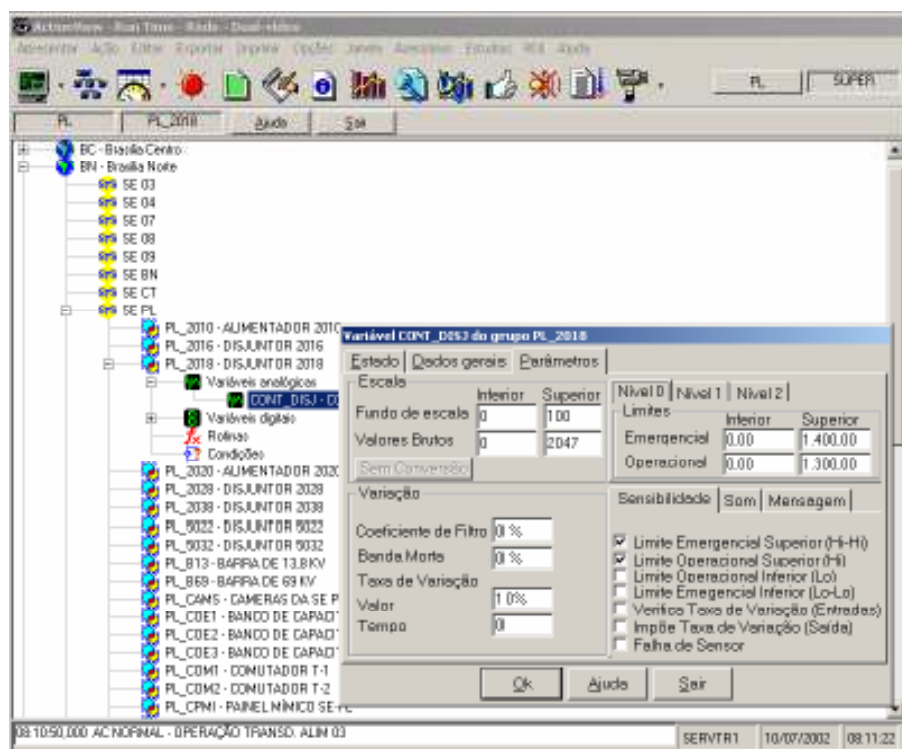 ActionView - Run Time - Rede - Dual-vídeo
Apresentar Ação Editar Exportar Imprimir Opções Janela Acessórios Estudos Ajuda
PL SUPER
PL PL_2018 Ajuda Sair
BC - Brasília Centro
BN - Brasília Norte
SE 03
SE 04
SE 07
SE 08
SE 09
SE BN
SE CT
SE PL
PL_2010 - ALIMENTADOR 2010
PL_2016 - DISJUNTOR 2016
PL_2018 - DISJUNTOR 2018
Variáveis analógicas
CONT_DISJ - CO
Variáveis digitais
Rotinas
Condições
PL_2020 - ALIMENTADOR 2020
PL_2028 - DISJUNTOR 2028
PL_2038 - DISJUNTOR 2038
PL_5022 - DISJUNTOR 5022
PL_5032 - DISJUNTOR 5032
PL_B13 - BARRA DE 13.8 KV
PL_B69 - BARRA DE 69 KV
PL_CAMS - CAMERAS DA SE P
PL_COE1 - BANCO DE CAPACI
PL_COE2 - BANCO DE CAPACI
PL_COE3 - BANCO DE CAPACI
PL_COM1 - COMUTADOR T-1
PL_COM2 - COMUTADOR T-2
PL_CPMI - PAINEL MÍMICO SE PL
Variável CONT_DISJ do grupo PL_2018
Estado Dados gerais Parâmetros
Escala
Inferior Superior
Fundo de escala 0 100
Valores Brutos 0 2047
Sem Conversão
Variação
Coeficiente de Filtro 0 %
Banda Morta 0 %
Taxa de Variação
Valor 10%
Tempo 0
Nível 0 Nível 1 Nível 2
Limites
Inferior Superior
Emergencial 0.00 1.400.00
Operacional 0.00 1.300.00
Sensibilidade Som Mensagem
Limite Emergencial Superior (Hi-Hi)
Limite Operacional Superior (Hi)
Limite Operacional Inferior (Lo)
Limite Emegencial Inferior (Lo-Lo)
Verifica Taxa de Variação (Entradas)
Impõe Taxa de Variação (Saída)
Falha de Sensor
Ok Ajuda Sair
08:10:50,000 AC NORMAL - OPERAÇÃO TRANSD. ALIM 03
SERVTR1 10/07/2002 08:11:22